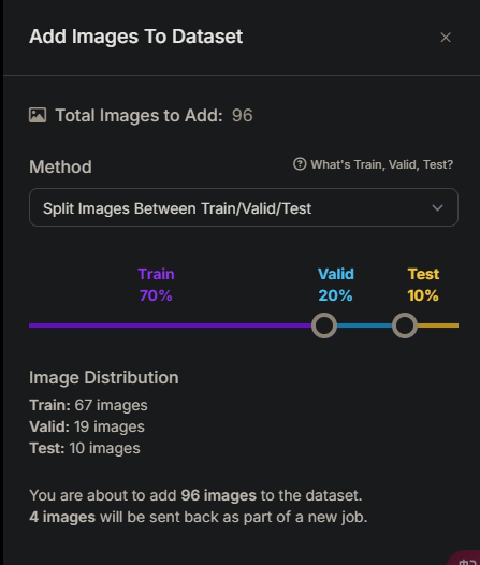 Add Images To Dataset
Total Images to Add: 96
Method
What's Train, Valid, Test?
Split Images Between Train/Valid/Test
Train Valid Test
70% 20% 10%
Image Distribution
Train: 67 images
Valid: 19 images
Test: 10 images
You are about to add 96 images to the dataset.
4 images will be sent back as part of a new job.